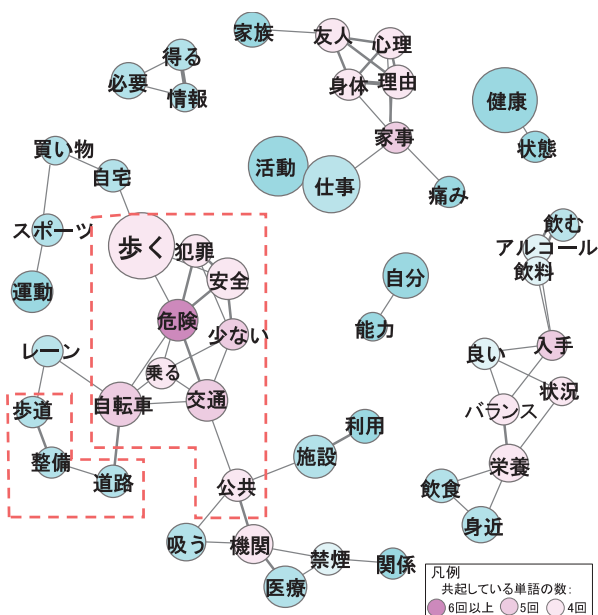 家族
友人
心理
得る
必要
情報
身体
理由
健康
家事
状態
買い物
自宅
活動
仕事
痛み
スポーツ
歩く
犯罪
飲む
アルコール
飲料
安全
自分
運動
危険
少ない
能力
レーン
良い
入手
乗る
自転車
交通
状況
バランス
歩道
利用
整備
施設
栄養
道路
公共
飲食
身近
吸う
機関
禁煙
関係
医療
凡例
共起している単語の数:
6回以上 5回 4回